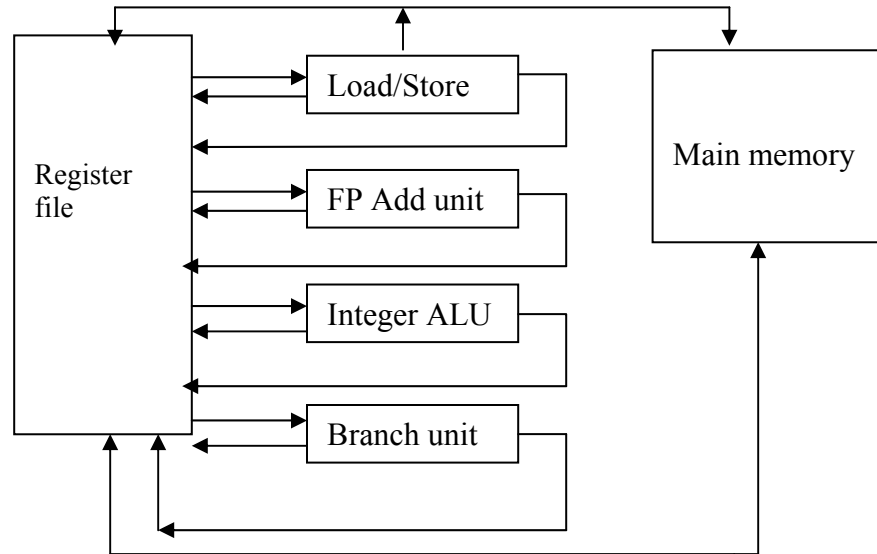 Register
file
Load/Store
FP Add unit
Integer ALU
Branch unit
Main memory